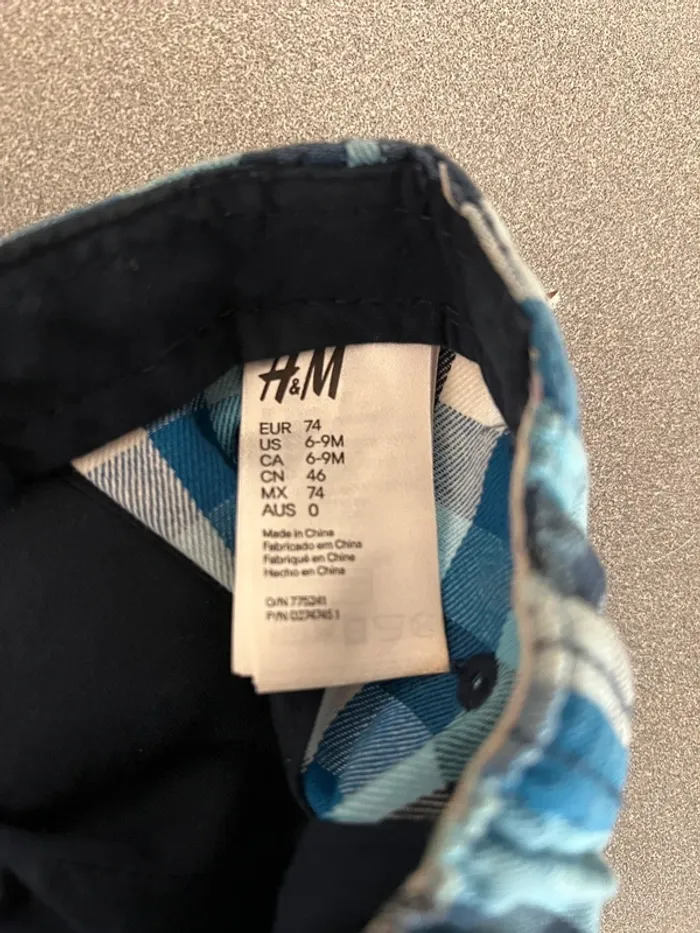 H&M
EUR 74
US 6-9M
CA 6-9M
CN 46
MX 74
AUS 0
Made in China
Fabricado em China
Fabriqué en Chine
Hecho en China
O/N 775241